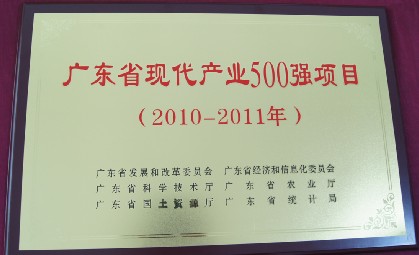 广东省现代产业500强项目
(2010-2011年)
广东省发展和改革委员会 广东省经济和信息化委员会
广东省科学技术厅 广东省农业厅
广东省国土资源厅 广东省统计局